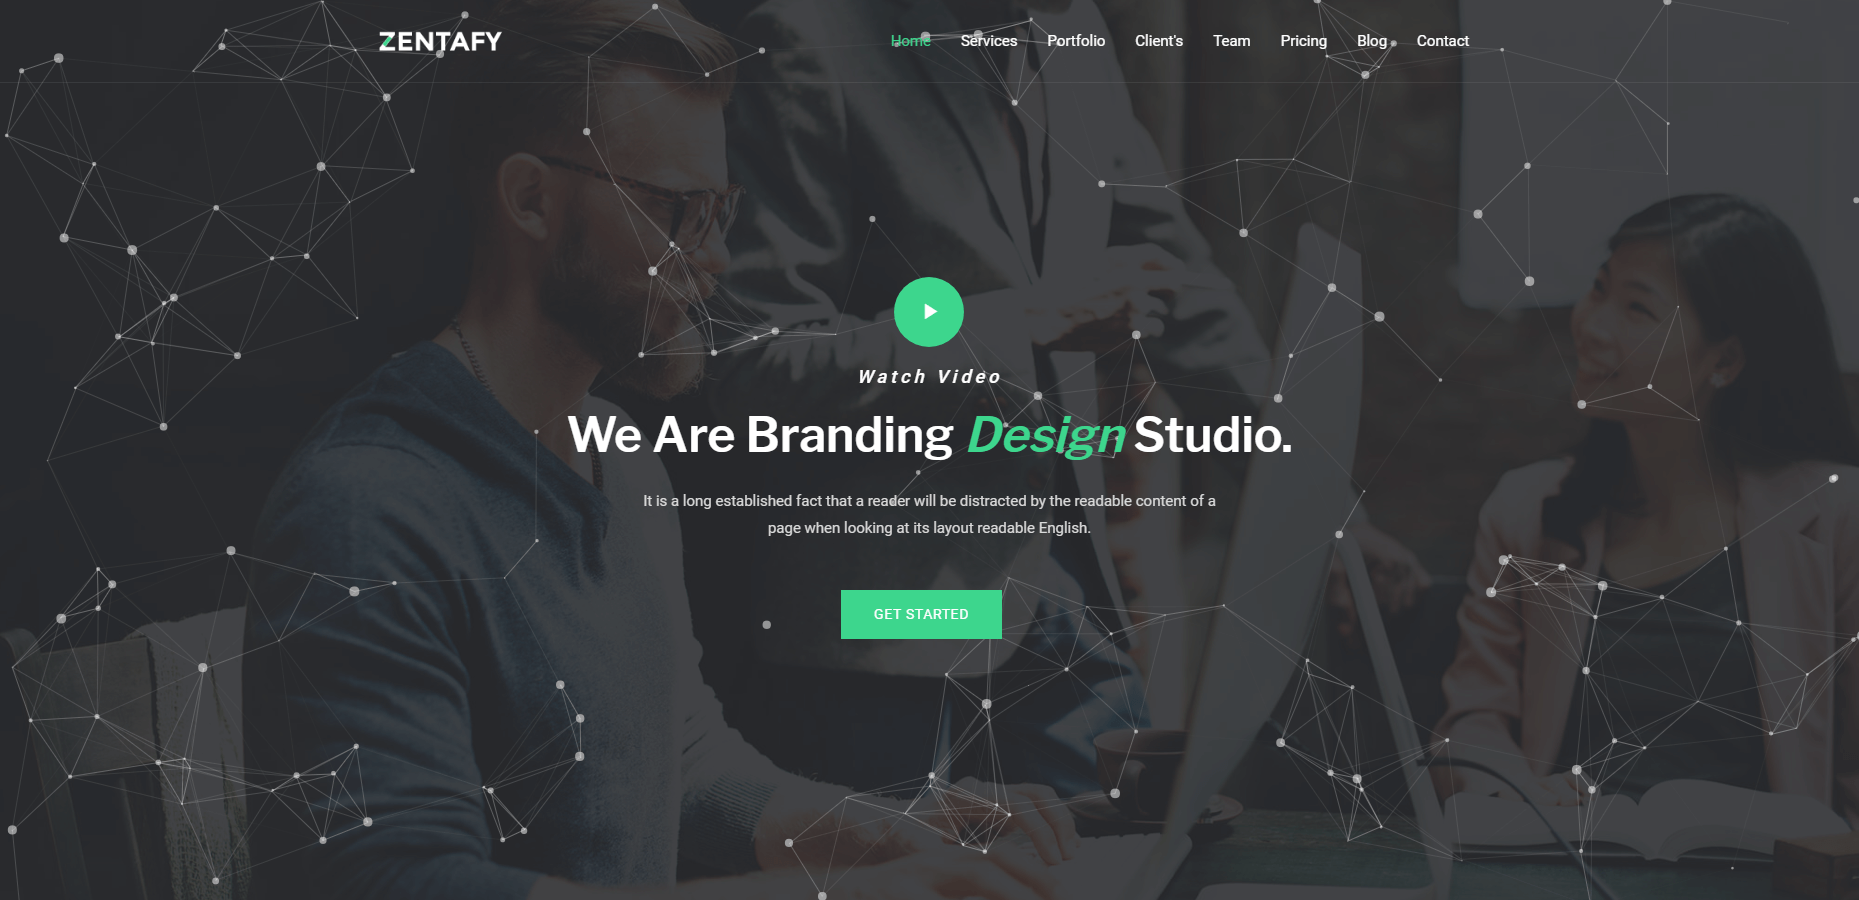 ZENTAFY
Home Services Portfolio Client's Team Pricing Blog Contact
Watch Video
We Are Branding Design Studio.
It is a long established fact that a reader will be distracted by the readable content of a
page when looking at its layout readable English.
GET STARTED